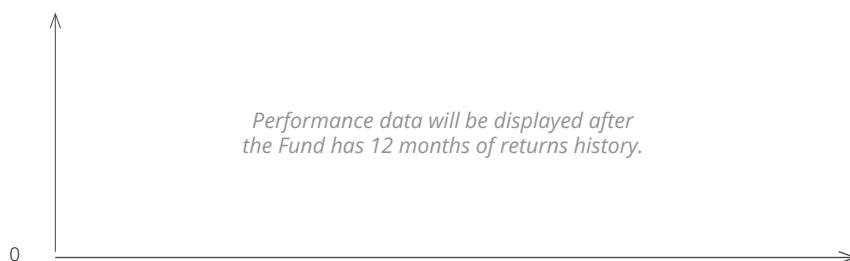 Performance data will be displayed after
the Fund has 12 months of returns history.
0